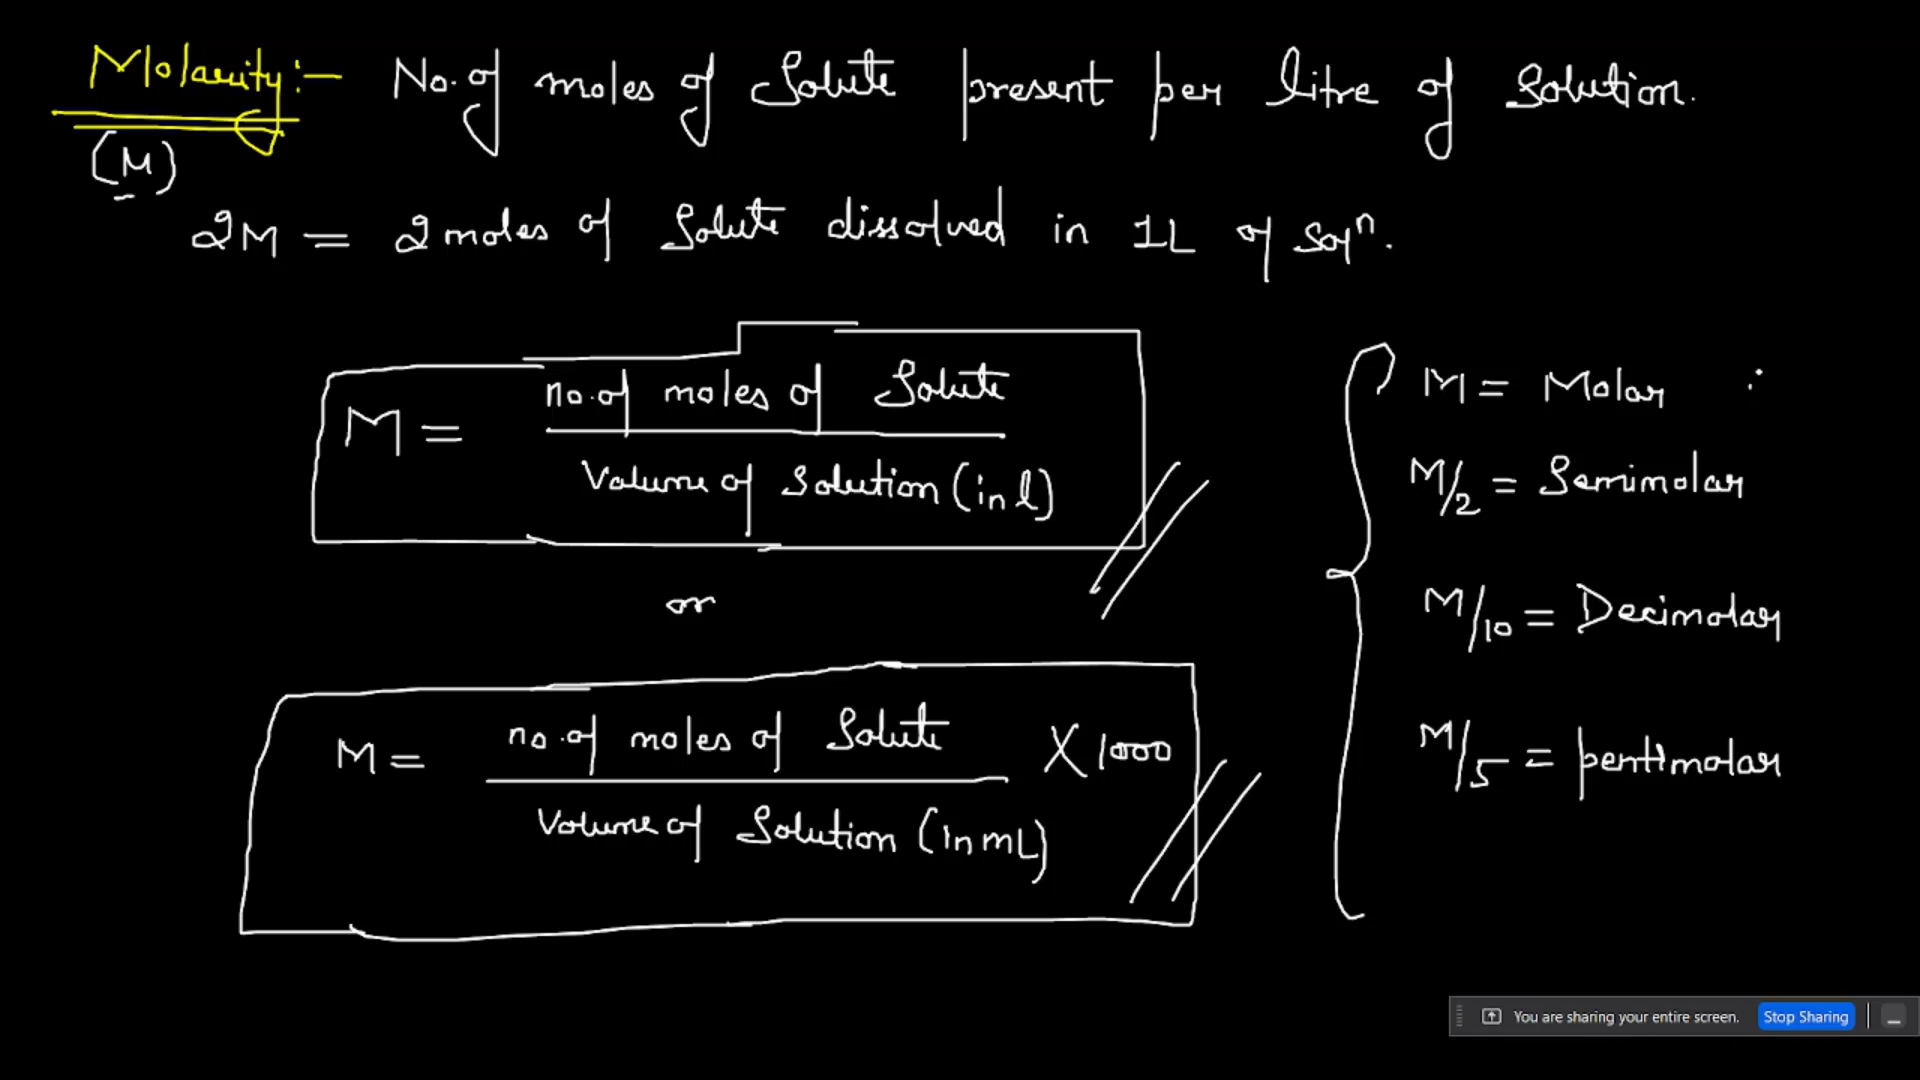 Molarity:- No. of moles of Solute present per litre of Solution.
(M)
2M = 2 moles of Solute dissolved in 1L of solⁿ.
M = no. of moles of Solute
Volume of Solution (in l)
or
M = no. of moles of Solute X 1000
Volume of Solution (in mL)
M = Molar
M/2 = Semimolar
M/10 = Decimolar
M/5 = pentimolar
You are sharing your entire screen. Stop Sharing